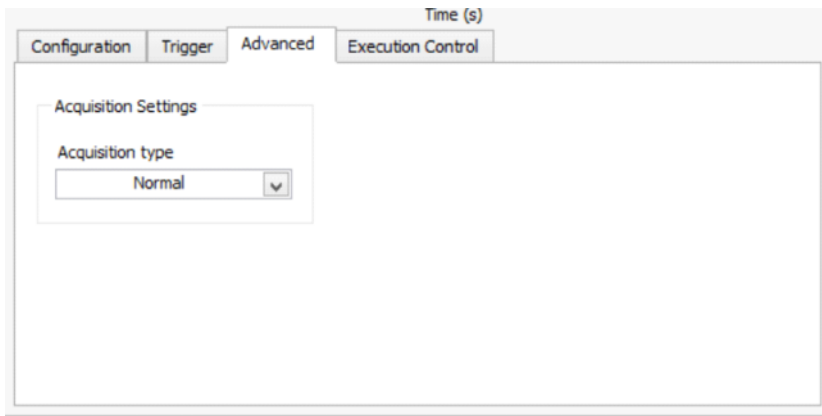 Time (s)
Configuration Trigger Advanced Execution Control
Acquisition Settings
Acquisition type
Normal